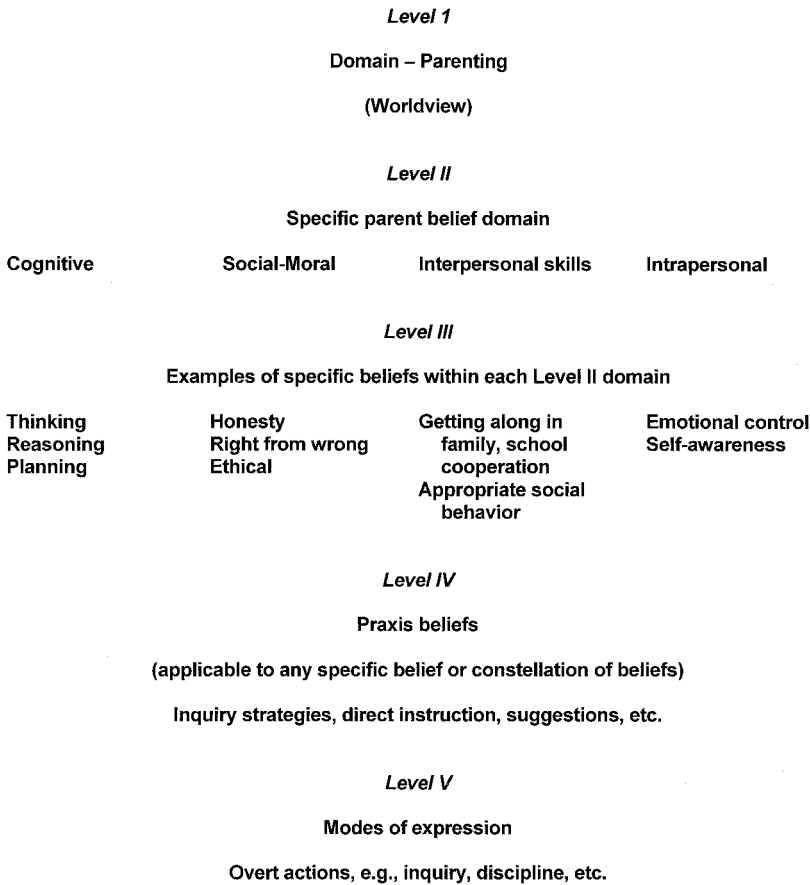 Level 1
Domain – Parenting
(Worldview)
Level II
Specific parent belief domain
Cognitive Social-Moral Interpersonal skills Intrapersonal
Level III
Examples of specific beliefs within each Level II domain
Thinking Honesty Getting along in Emotional control
Reasoning Right from wrong family, school Self-awareness
Planning Ethical cooperation
Appropriate social
behavior
Level IV
Praxis beliefs
(applicable to any specific belief or constellation of beliefs)
Inquiry strategies, direct instruction, suggestions, etc.
Level V
Modes of expression
Overt actions, e.g., inquiry, discipline, etc.